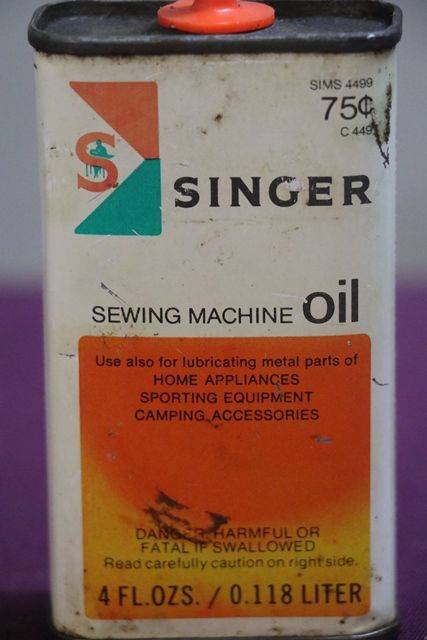 SIMS 4499
75¢
C 449
S
SINGER
SEWING MACHINE oil
Use also for lubricating metal parts of
HOME APPLIANCES
SPORTING EQUIPMENT
CAMPING ACCESSORIES
DANGER: HARMFUL OR
FATAL IF SWALLOWED
Read carefully caution on right side.
4 FL.OZS. / 0.118 LITER